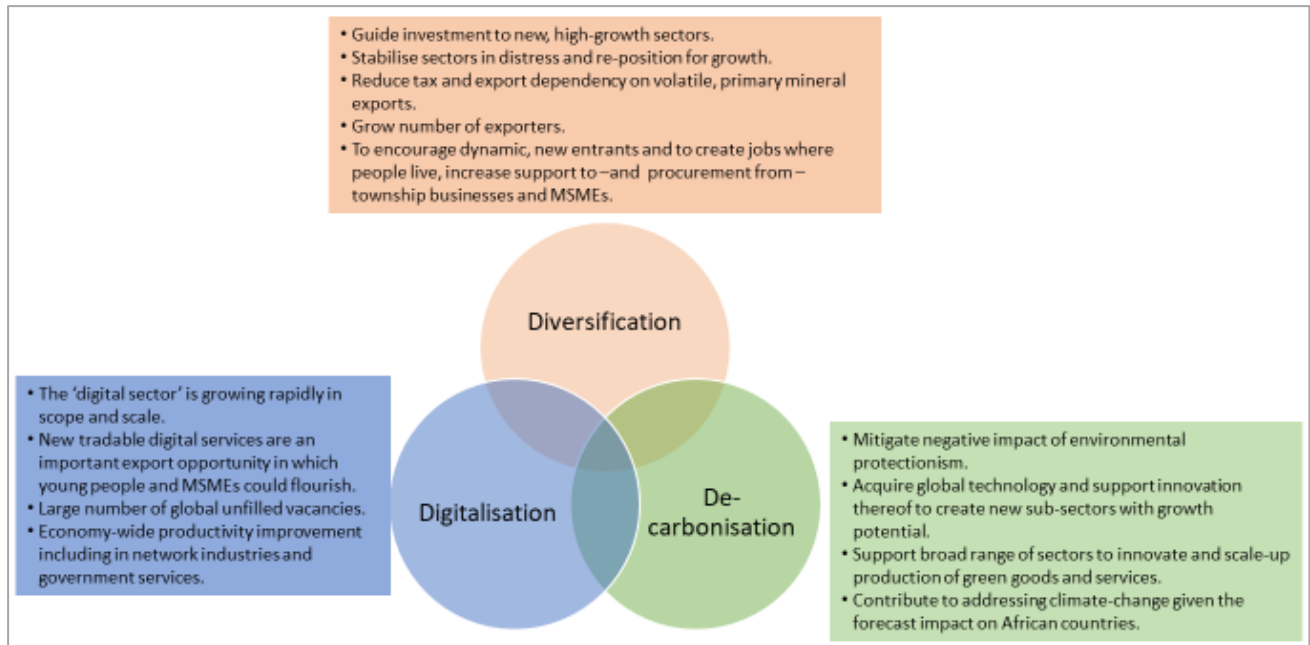 • Guide investment to new, high-growth sectors.
• Stabilise sectors in distress and re-position for growth.
• Reduce tax and export dependency on volatile, primary mineral
exports.
• Grow number of exporters.
• To encourage dynamic, new entrants and to create jobs where
people live, increase support to –and procurement from –
township businesses and MSMEs.
Diversification
• The ‘digital sector’ is growing rapidly in
scope and scale.
• New tradable digital services are an
important export opportunity in which
young people and MSMEs could flourish.
• Large number of global unfilled vacancies.
• Economy-wide productivity improvement
including in network industries and
government services.
Digitalisation
De-
carbonisation
• Mitigate negative impact of environmental
protectionism.
• Acquire global technology and support innovation
thereof to create new sub-sectors with growth
potential.
• Support broad range of sectors to innovate and scale-up
production of green goods and services.
• Contribute to addressing climate-change given the
forecast impact on African countries.